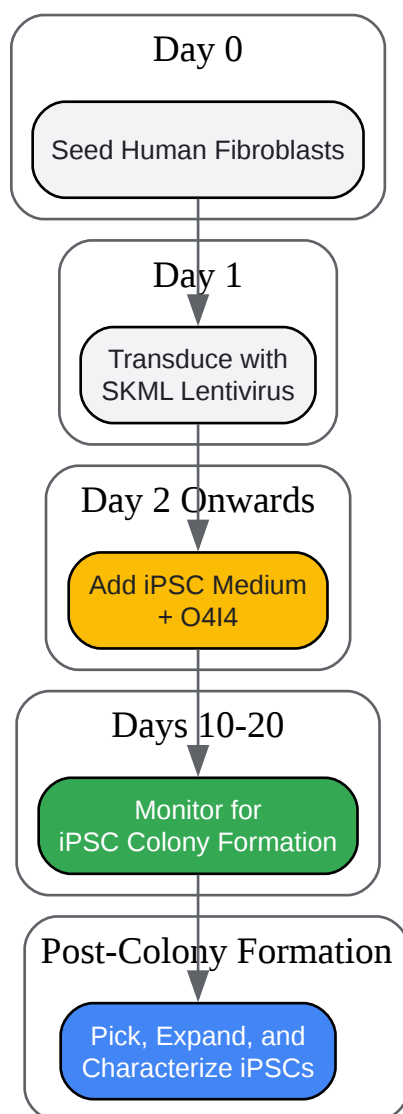 Day 0
Seed Human Fibroblasts
Day 1
Transduce with
SKML Lentivirus
Day 2 Onwards
Add iPSC Medium
+ O4I4
Days 10-20
Monitor for
iPSC Colony Formation
Post-Colony Formation
Pick, Expand, and
Characterize iPSCs